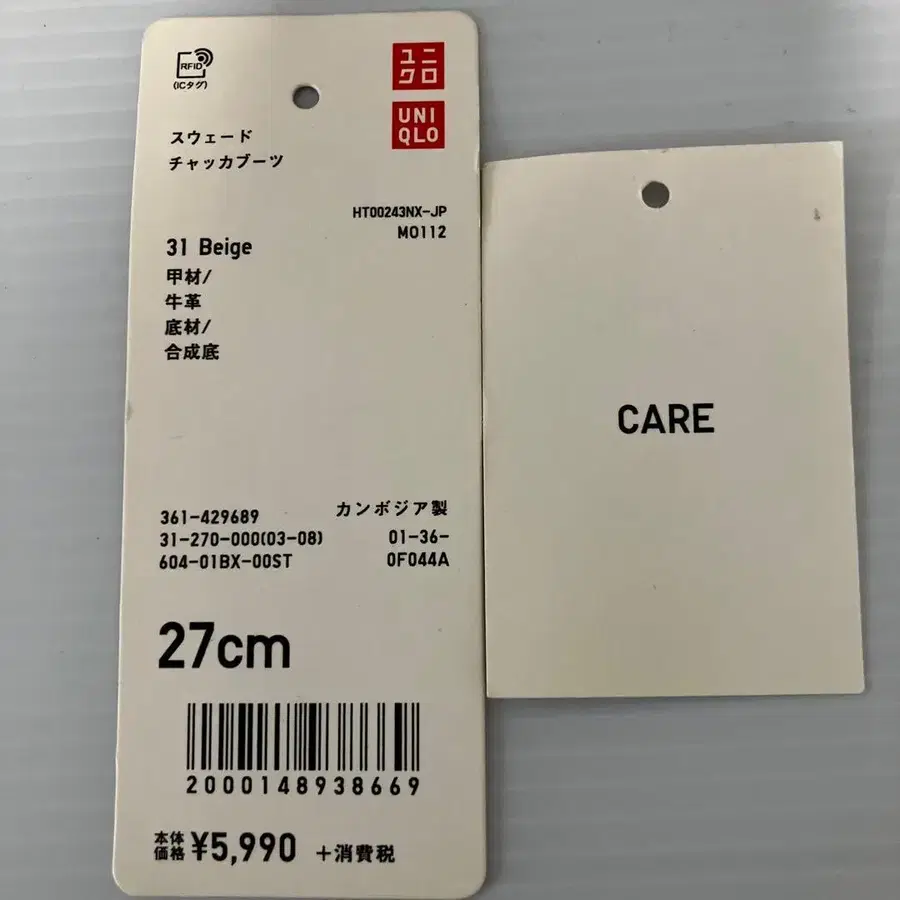 RFID
(ICタグ)
ユニ
クロ
UNI
QLO
スウェード
チャッカブーツ
HT00243NX-JP
M0112
31 Beige
甲材/
牛革
底材/
合成底
カンボジア製
361-429689
31-270-000(03-08)
01-36-
604-01BX-00ST
0F044A
27cm
2000148938669
本体
価格
¥5,990 +消費税
CARE